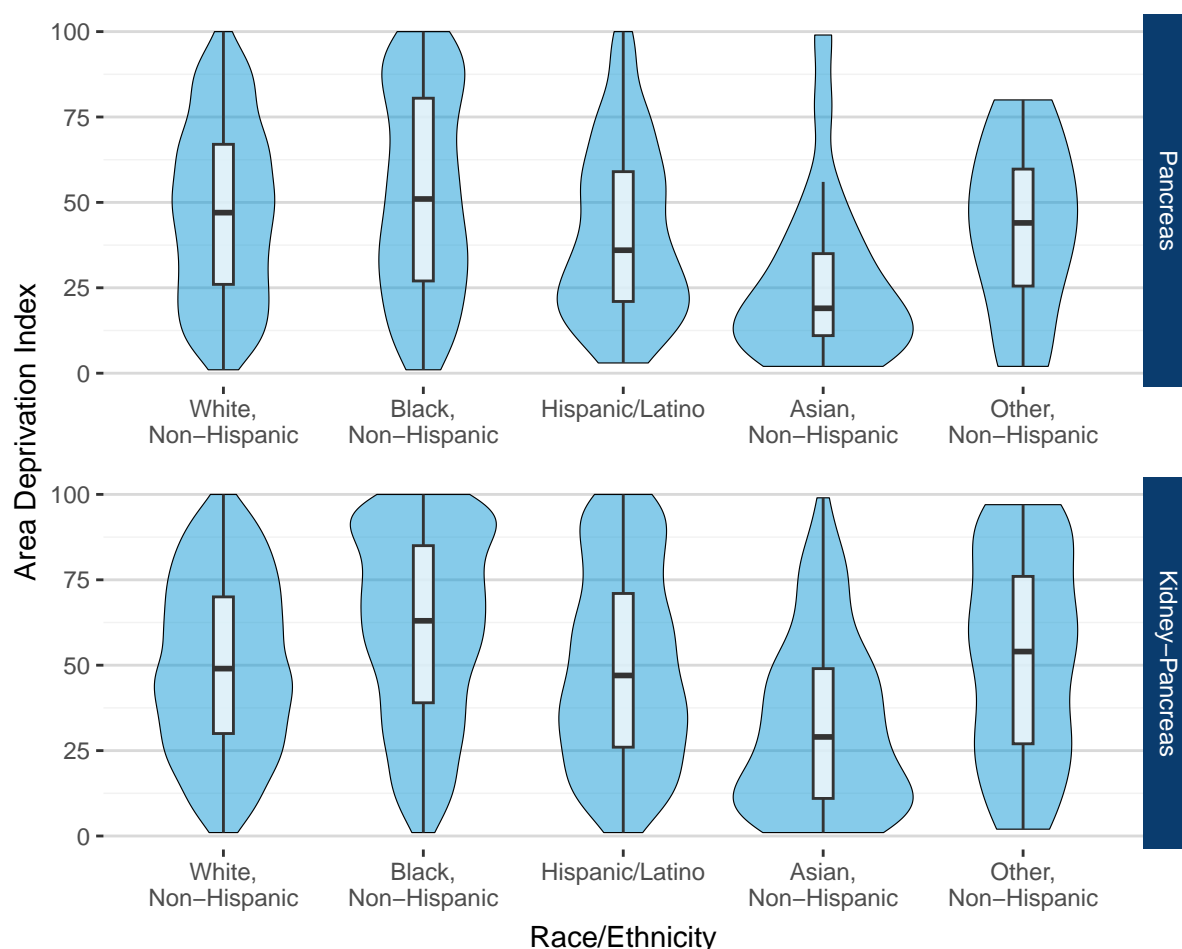 100
75
50
25
0
White,
Non−Hispanic
Black,
Non−Hispanic
Hispanic/Latino
Asian,
Non−Hispanic
Other,
Non−Hispanic
Pancreas
Area Deprivation Index
100
75
50
25
0
White,
Non−Hispanic
Black,
Non−Hispanic
Hispanic/Latino
Asian,
Non−Hispanic
Other,
Non−Hispanic
Kidney−Pancreas
Race/Ethnicity